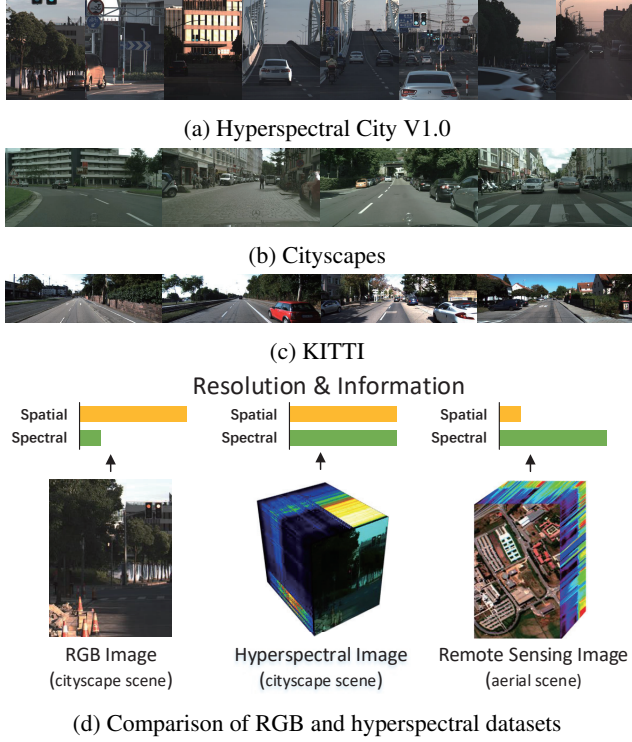 (a) Hyperspectral City V1.0
(b) Cityscapes
(c) KITTI
Resolution & Information
Spatial
Spectral
Spatial
Spectral
Spatial
Spectral
RGB Image
(cityscape scene)
Hyperspectral Image
(cityscape scene)
Remote Sensing Image
(aerial scene)
(d) Comparison of RGB and hyperspectral datasets